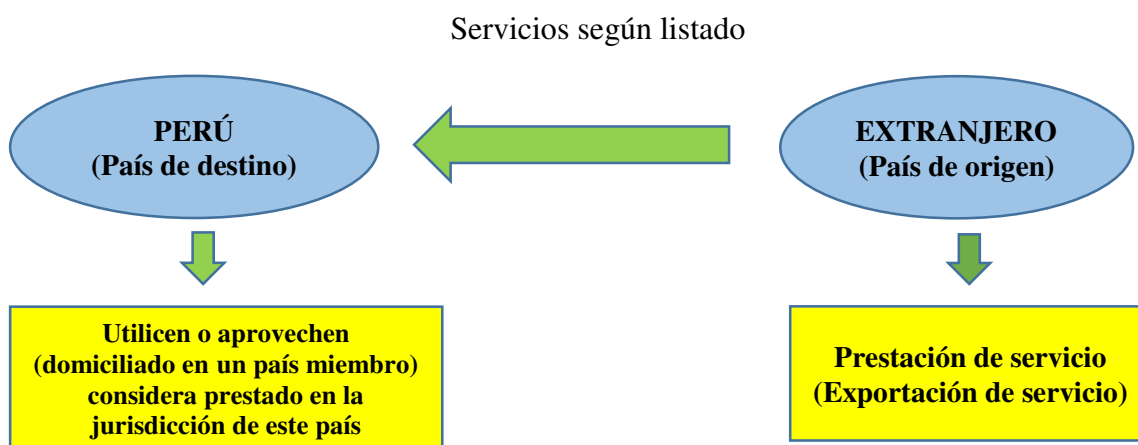 Servicios según listado
PERÚ
(País de destino)
EXTRANJERO
(País de origen)
Utilicen o aprovechen
(domiciliado en un país miembro)
considera prestado en la
jurisdicción de este país
Prestación de servicio
(Exportación de servicio)